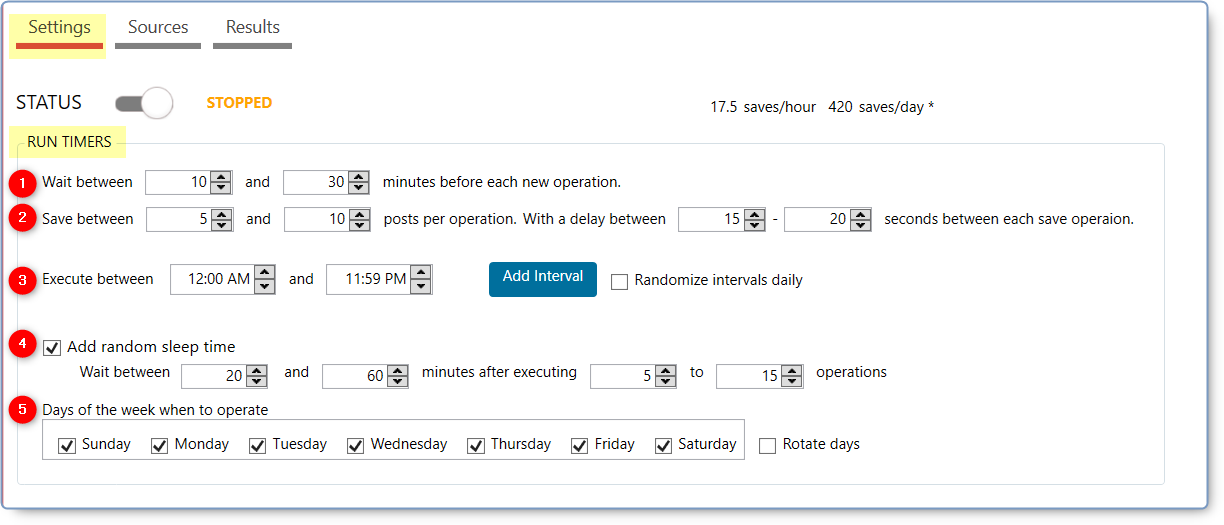 Settings Sources Results
STATUS STOPPED 17.5 saves/hour 420 saves/day *
RUN TIMERS
1 Wait between 10 and 30 minutes before each new operation.
2 Save between 5 and 10 posts per operation. With a delay between 15 - 20 seconds between each save operaion.
3 Execute between 12:00 AM and 11:59 PM Add Interval Randomize intervals daily
4 Add random sleep time
Wait between 20 and 60 minutes after executing 5 to 15 operations
5 Days of the week when to operate
Sunday Monday Tuesday Wednesday Thursday Friday Saturday Rotate days